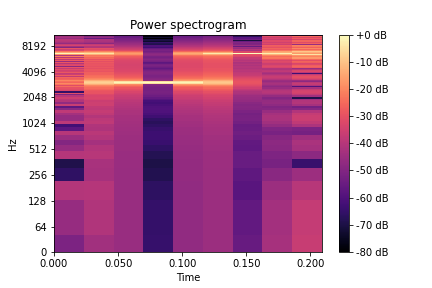 Power spectrogram
Hz
8192
4096
2048
1024
512
256
128
64
0
0.000
0.050
0.100
0.150
0.200
Time
+0 dB
-10 dB
-20 dB
-30 dB
-40 dB
-50 dB
-60 dB
-70 dB
-80 dB